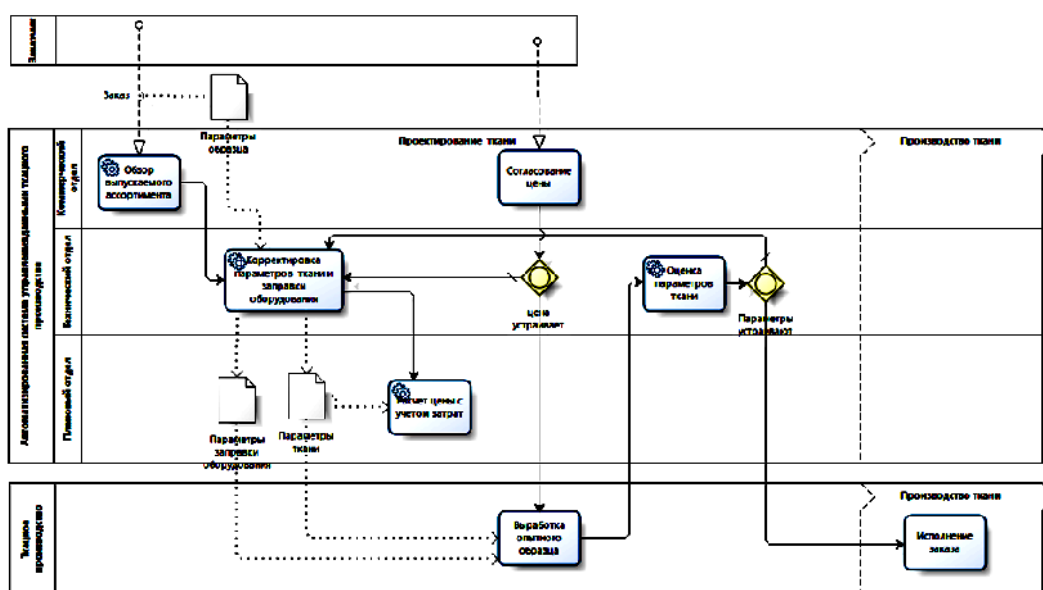 Заказчик
Заказ
Параметры
образца
Автоматизированная система управления
производства
Коммерческий
отдел
Проектирование ткани
Производство ткани
Обзор
выпускаемого
ассортимента
Согласование
цены
Технический отдел
Корректировка
параметров ткани и
заправки
оборудования
цена
устраивает
Оценка
параметров
ткани
Параметры
устраивают
Плановый отдел
Расчет цены с
учетом затрат
Параметры
заправки
оборудования
Параметры
ткани
Ткацкое
производство
Производство ткани
Выработка
опытного
образца
Исполнение
заказа